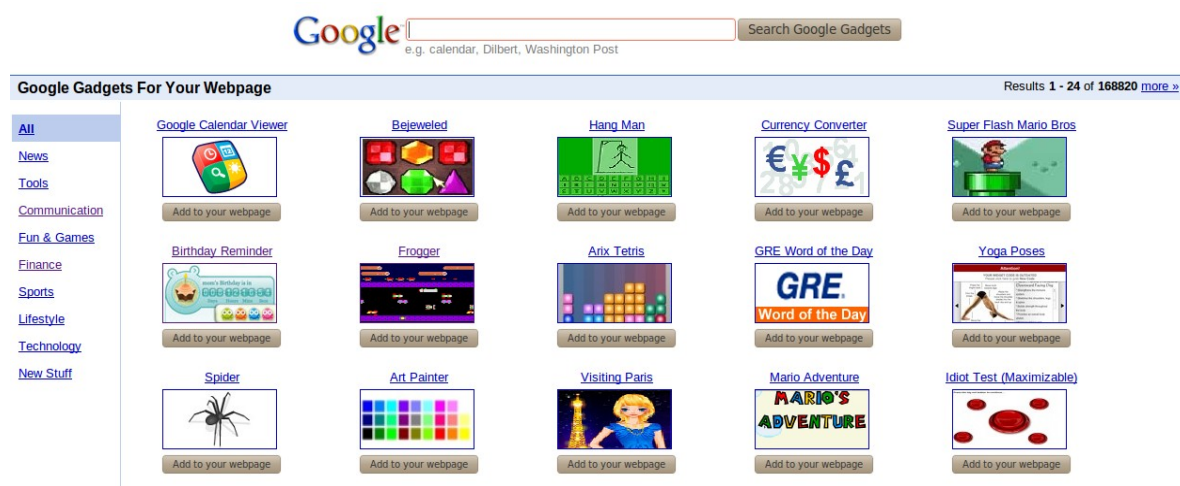 Google
Search Google Gadgets
e.g. calendar, Dilbert, Washington Post
Google Gadgets For Your Webpage
Results 1 - 24 of 168820 more »
All
News
Tools
Communication
Fun & Games
Finance
Sports
Lifestyle
Technology
New Stuff
Google Calendar Viewer
Bejeweled
Hang Man
Currency Converter
Super Flash Mario Bros
12
€ ¥ $ £
Add to your webpage
Add to your webpage
Add to your webpage
Add to your webpage
Add to your webpage
Birthday Reminder
Frogger
Arix Tetris
GRE Word of the Day
Yoga Poses
mom's Birthday is in
GRE
Word of the Day
Attention!
Add to your webpage
Add to your webpage
Add to your webpage
Add to your webpage
Add to your webpage
Spider
Art Painter
Visiting Paris
Mario Adventure
Idiot Test (Maximizable)
MARIO'S
ADVENTURE
Add to your webpage
Add to your webpage
Add to your webpage
Add to your webpage
Add to your webpage